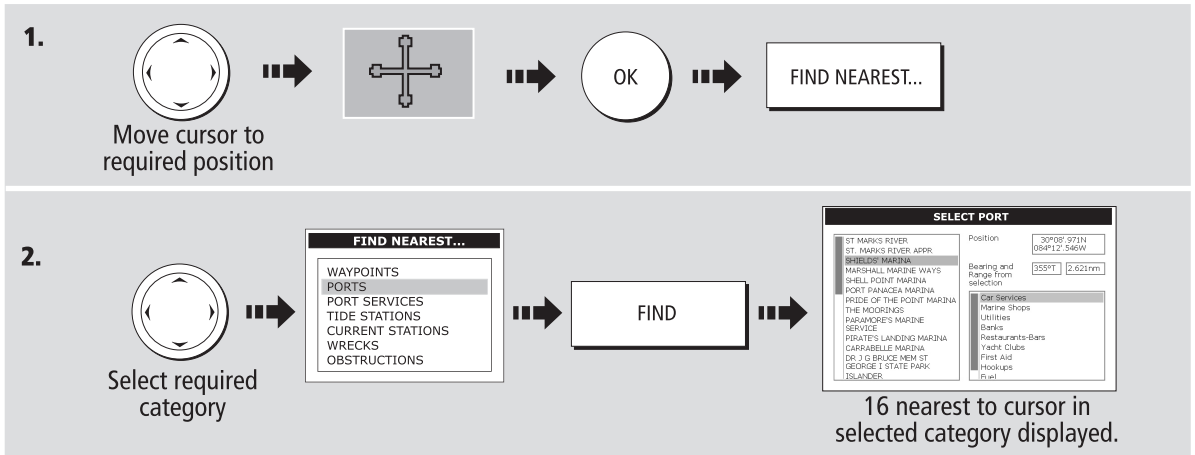 1.
OK
FIND NEAREST...
Move cursor to
required position
2.
Select required
category
FIND NEAREST...
WAYPOINTS
PORTS
PORT SERVICES
TIDE STATIONS
CURRENT STATIONS
WRECKS
OBSTRUCTIONS
FIND
SELECT PORT
ST MARKS RIVER
ST. MARKS RIVER APPR
SHIELDS' MARINA
MARSHALL MARINE WAYS
SHELL POINT MARINA
PORT PANACEA MARINA
PRIDE OF THE POINT MARINA
THE MOORINGS
PARAMORE'S MARINE
SERVICE
PIRATE'S LANDING MARINA
CARRABELLE MARINA
DR J G BRUCE MEM ST
GEORGE I STATE PARK
ISLANDER
Position
30°08'.971N
084°12'.546W
Bearing and
Range from
selection
355°T
2.621nm
Car Services
Marine Shops
Utilities
Banks
Restaurants-Bars
Yacht Clubs
First Aid
Hookups
Fuel
16 nearest to cursor in
selected category displayed.